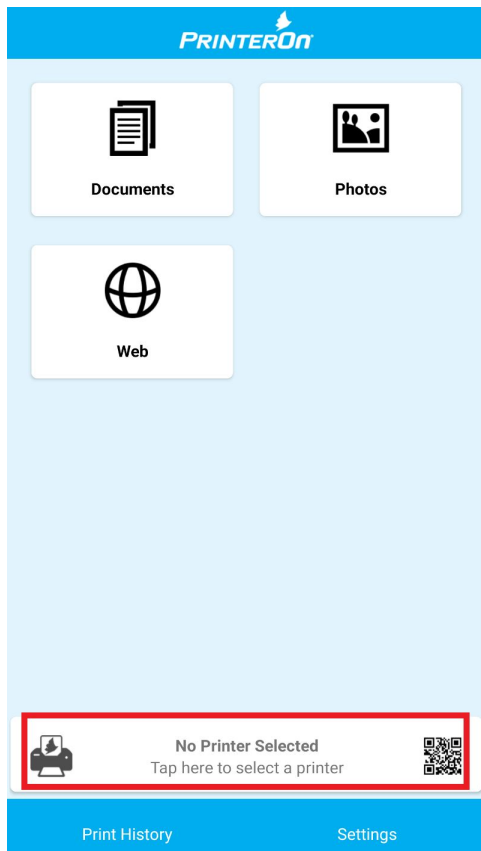 PRINTERON
Documents
Photos
Web
No Printer Selected
Tap here to select a printer
Print History
Settings